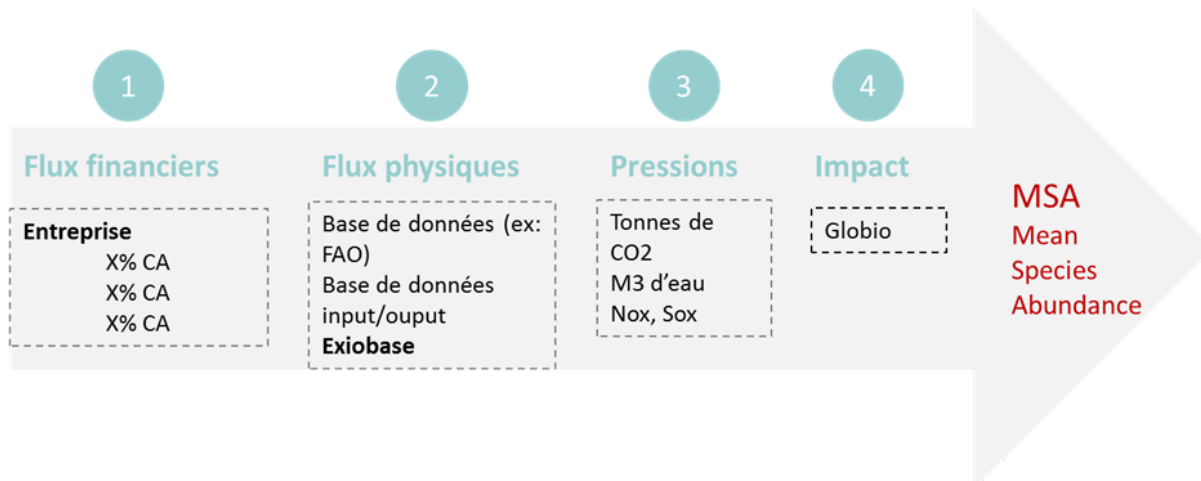 1
2
3
4
Flux financiers
Flux physiques
Pressions
Impact
Entreprise
X% CA
X% CA
X% CA
Base de données (ex:
FAO)
Base de données
input/ouput
Exiobase
Tonnes de
CO2
M3 d’eau
Nox, Sox
Globio
MSA
Mean
Species
Abundance